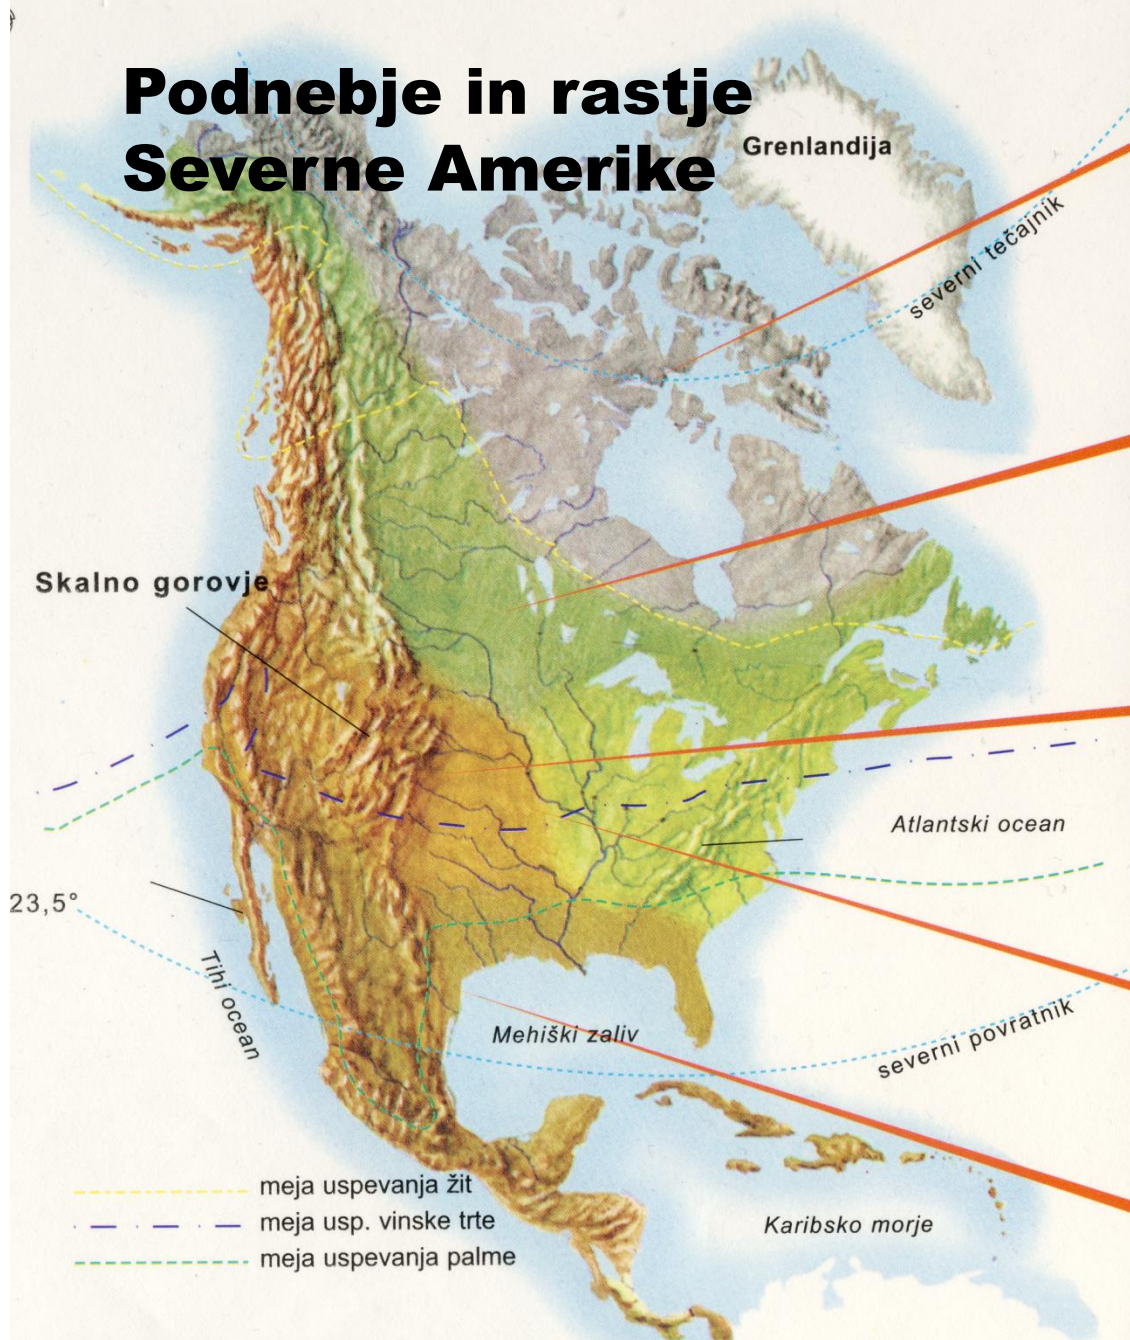 Podnebje in rastje
Severne Amerike
Grenlandija
severni tečajnik
Skalno gorovje
Atlantski ocean
23,5°
Tihi ocean
Mehiški zaliv
severni povratnik
meja uspevanja žit
meja usp. vinske trte
meja uspevanja palme
Karibsko morje